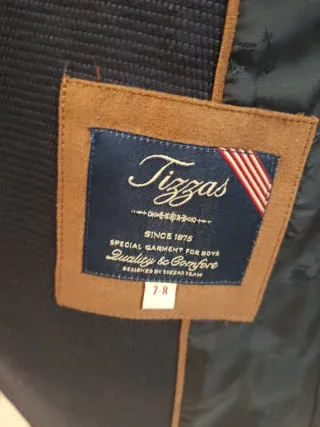 Tizzas
SINCE 1975
SPECIAL GARMENT FOR BOYS
Quality & Comfort
DESIGNED BY TIZZAS TEAM
7-8